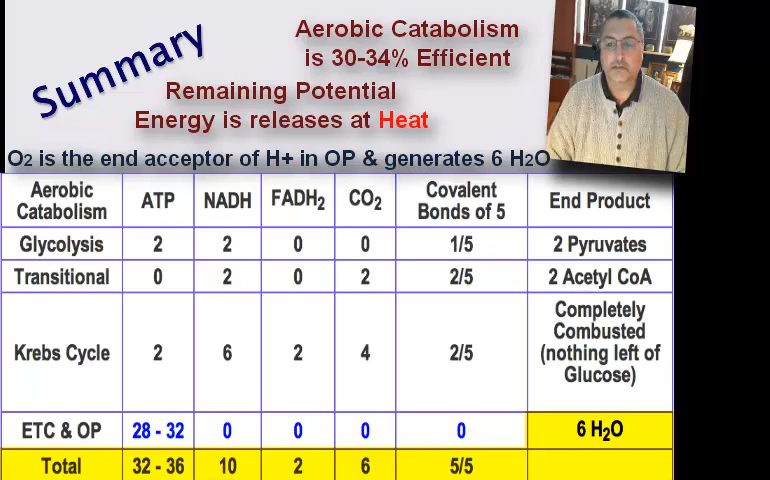 Summary
Aerobic Catabolism
is 30-34% Efficient
Remaining Potential
Energy is releases at Heat
O2 is the end acceptor of H+ in OP & generates 6 H2O
Aerobic Catabolism ATP NADH FADH2 CO2 Covalent Bonds of 5 End Product
Glycolysis 2 2 0 0 1/5 2 Pyruvates
Transitional 0 2 0 2 2/5 2 Acetyl CoA
Krebs Cycle 2 6 2 4 2/5 Completely Combusted (nothing left of Glucose)
ETC & OP 28 - 32 0 0 0 0 6 H2O
Total 32 - 36 10 2 6 5/5